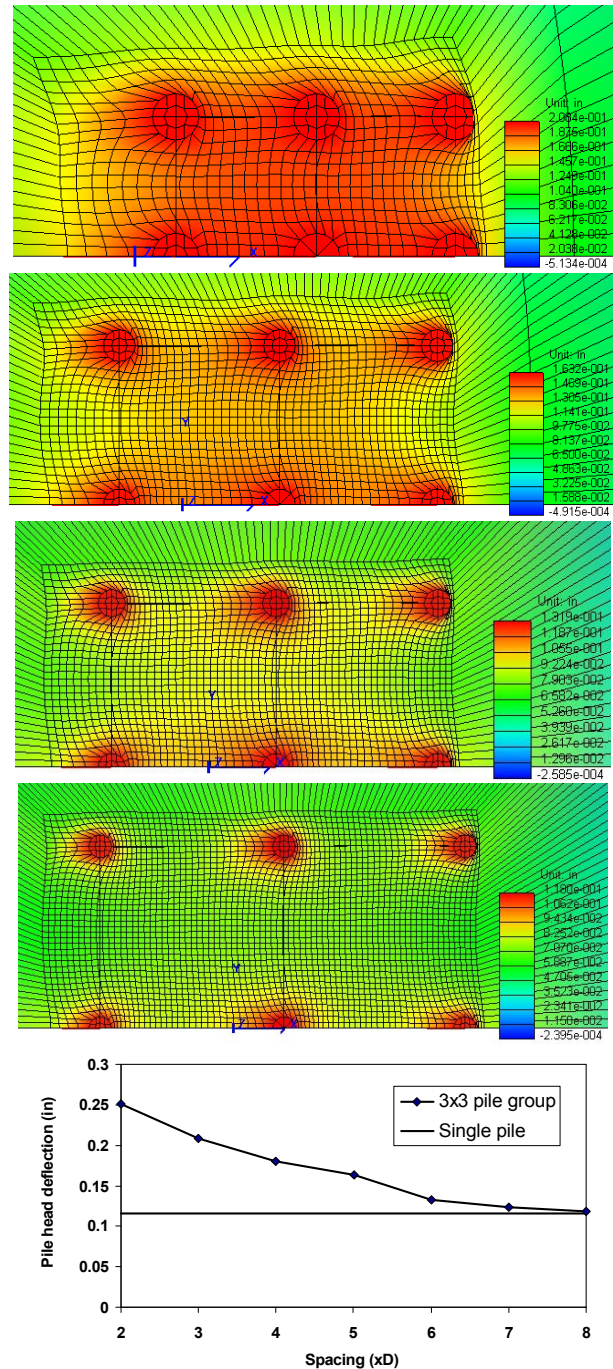 Unit: in
2.084e-001
1.875e-001
1.666e-001
1.457e-001
1.249e-001
1.040e-001
8.306e-002
6.217e-002
4.128e-002
2.038e-002
-5.134e-004
Z X
Unit: in
1.632e-001
1.469e-001
1.305e-001
1.141e-001
9.775e-002
8.137e-002
6.500e-002
4.863e-002
3.225e-002
1.588e-002
-4.915e-004
Y
Z X
Unit: in
1.319e-001
1.187e-001
1.055e-001
9.224e-002
7.903e-002
6.582e-002
5.260e-002
3.939e-002
2.617e-002
1.296e-002
-2.585e-004
Y
Z X
Unit: in
1.180e-001
1.062e-001
9.434e-002
8.252e-002
7.070e-002
5.887e-002
4.705e-002
3.523e-002
2.341e-002
-2.395e-004
Y
Z X
0.3
0.25
0.2
0.15
0.1
0.05
0
Pile head deflection (in)
3x3 pile group
Single pile
2 3 4 5 6 7 8
Spacing (xD)